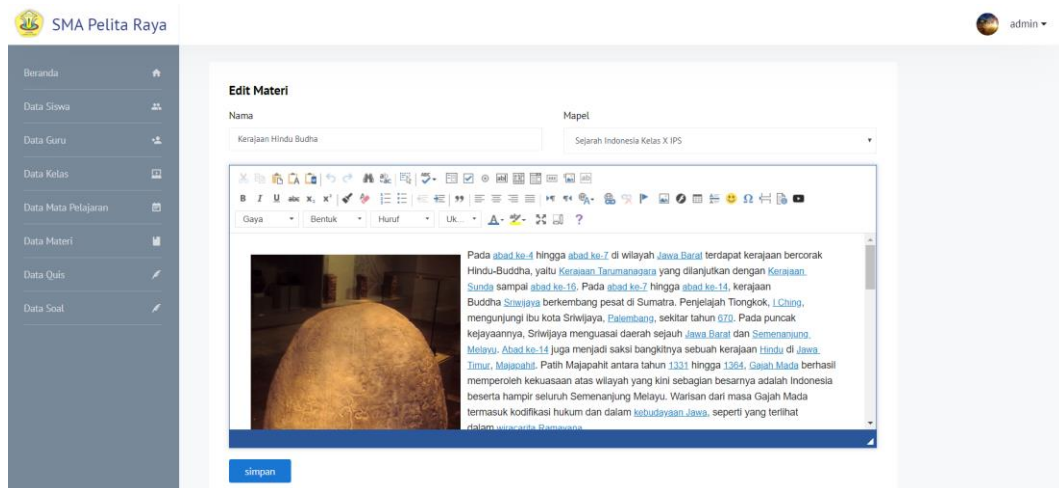 SMA Pelita Raya
admin
Beranda
Data Siswa
Data Guru
Data Kelas
Data Mata Pelajaran
Data Materi
Data Quis
Data Soal
Edit Materi
Nama
Mapel
Kerajaan Hindu Budha
Sejarah Indonesia Kelas X IPS
Gaya
Bentuk
Huruf
Uk...
Pada abad ke-4 hingga abad ke-7 di wilayah Jawa Barat terdapat kerajaan bercorak
Hindu-Buddha, yaitu Kerajaan Tarumanagara yang dilanjutkan dengan Kerajaan
Sunda sampai abad ke-16. Pada abad ke-7 hingga abad ke-14, kerajaan
Buddha Sriwijaya berkembang pesat di Sumatra. Penjelajah Tiongkok, I Ching,
mengunjungi ibu kota Sriwijaya, Palembang, sekitar tahun 670. Pada puncak
kejayaannya, Sriwijaya menguasai daerah sejauh Jawa Barat dan Semenanjung
Melayu. Abad ke-14 juga menjadi saksi bangkitnya sebuah kerajaan Hindu di Jawa
Timur, Majapahit. Patih Majapahit antara tahun 1331 hingga 1364, Gajah Mada berhasil
memperoleh kekuasaan atas wilayah yang kini sebagian besarnya adalah Indonesia
beserta hampir seluruh Semenanjung Melayu. Warisan dari masa Gajah Mada
termasuk kodifikasi hukum dan dalam kebudayaan Jawa, seperti yang terlihat
dalam wiracarita Ramayana.
simpan